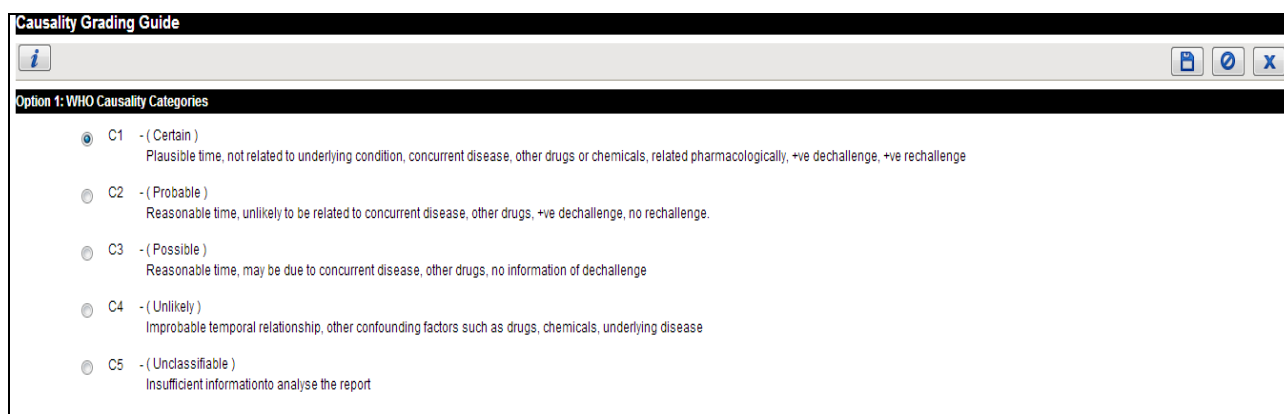 Causality Grading Guide
i
X
Option 1: WHO Causality Categories
C1 - ( Certain )
Plausible time, not related to underlying condition, concurrent disease, other drugs or chemicals, related pharmacologically, +ve dechallenge, +ve rechallenge
C2 - ( Probable )
Reasonable time, unlikely to be related to concurrent disease, other drugs, +ve dechallenge, no rechallenge.
C3 - ( Possible )
Reasonable time, may be due to concurrent disease, other drugs, no information of dechallenge
C4 - ( Unlikely )
Improbable temporal relationship, other confounding factors such as drugs, chemicals, underlying disease
C5 - ( Unclassifiable )
Insufficient informationto analyse the report